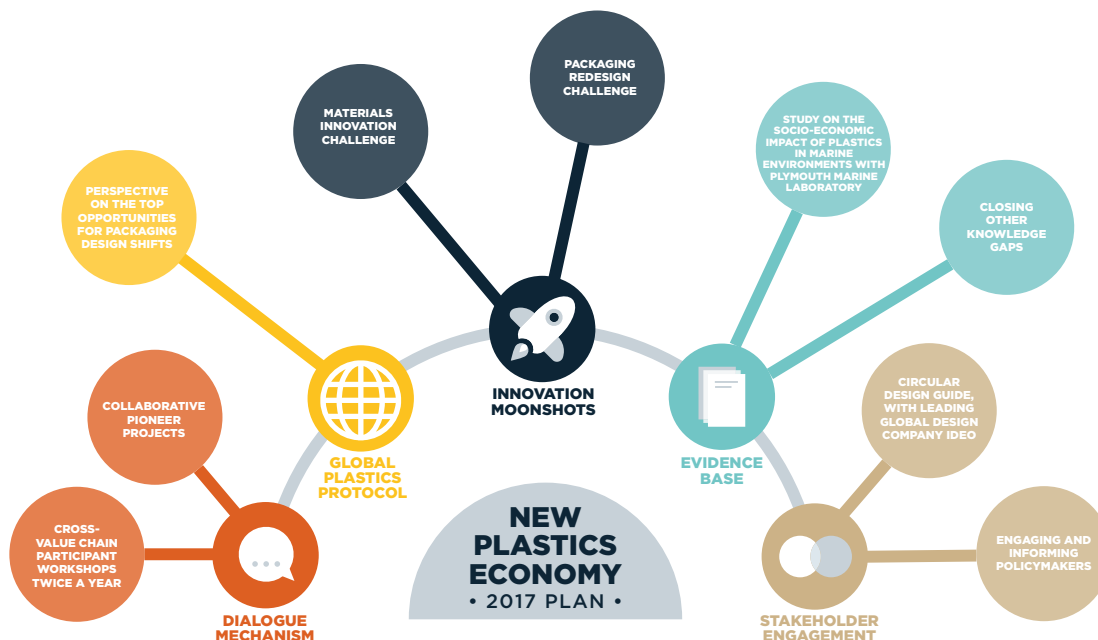 PACKAGING
REDESIGN
CHALLENGE
MATERIALS
INNOVATION
CHALLENGE
STUDY ON THE
SOCIO-ECONOMIC
IMPACT OF PLASTICS
IN MARINE
ENVIRONMENTS WITH
PLYMOUTH MARINE
LABORATORY
PERSPECTIVE
ON THE TOP
OPPORTUNITIES
FOR PACKAGING
DESIGN SHIFTS
CLOSING
OTHER
KNOWLEDGE
GAPS
INNOVATION
MOONSHOTS
COLLABORATIVE
PIONEER
PROJECTS
CIRCULAR
DESIGN GUIDE,
WITH LEADING
GLOBAL DESIGN
COMPANY IDEO
GLOBAL
PLASTICS
PROTOCOL
EVIDENCE
BASE
CROSS-
VALUE CHAIN
PARTICIPANT
WORKSHOPS
TWICE A YEAR
NEW
PLASTICS
ECONOMY
• 2017 PLAN •
ENGAGING AND
INFORMING
POLICYMAKERS
DIALOGUE
MECHANISM
STAKEHOLDER
ENGAGEMENT